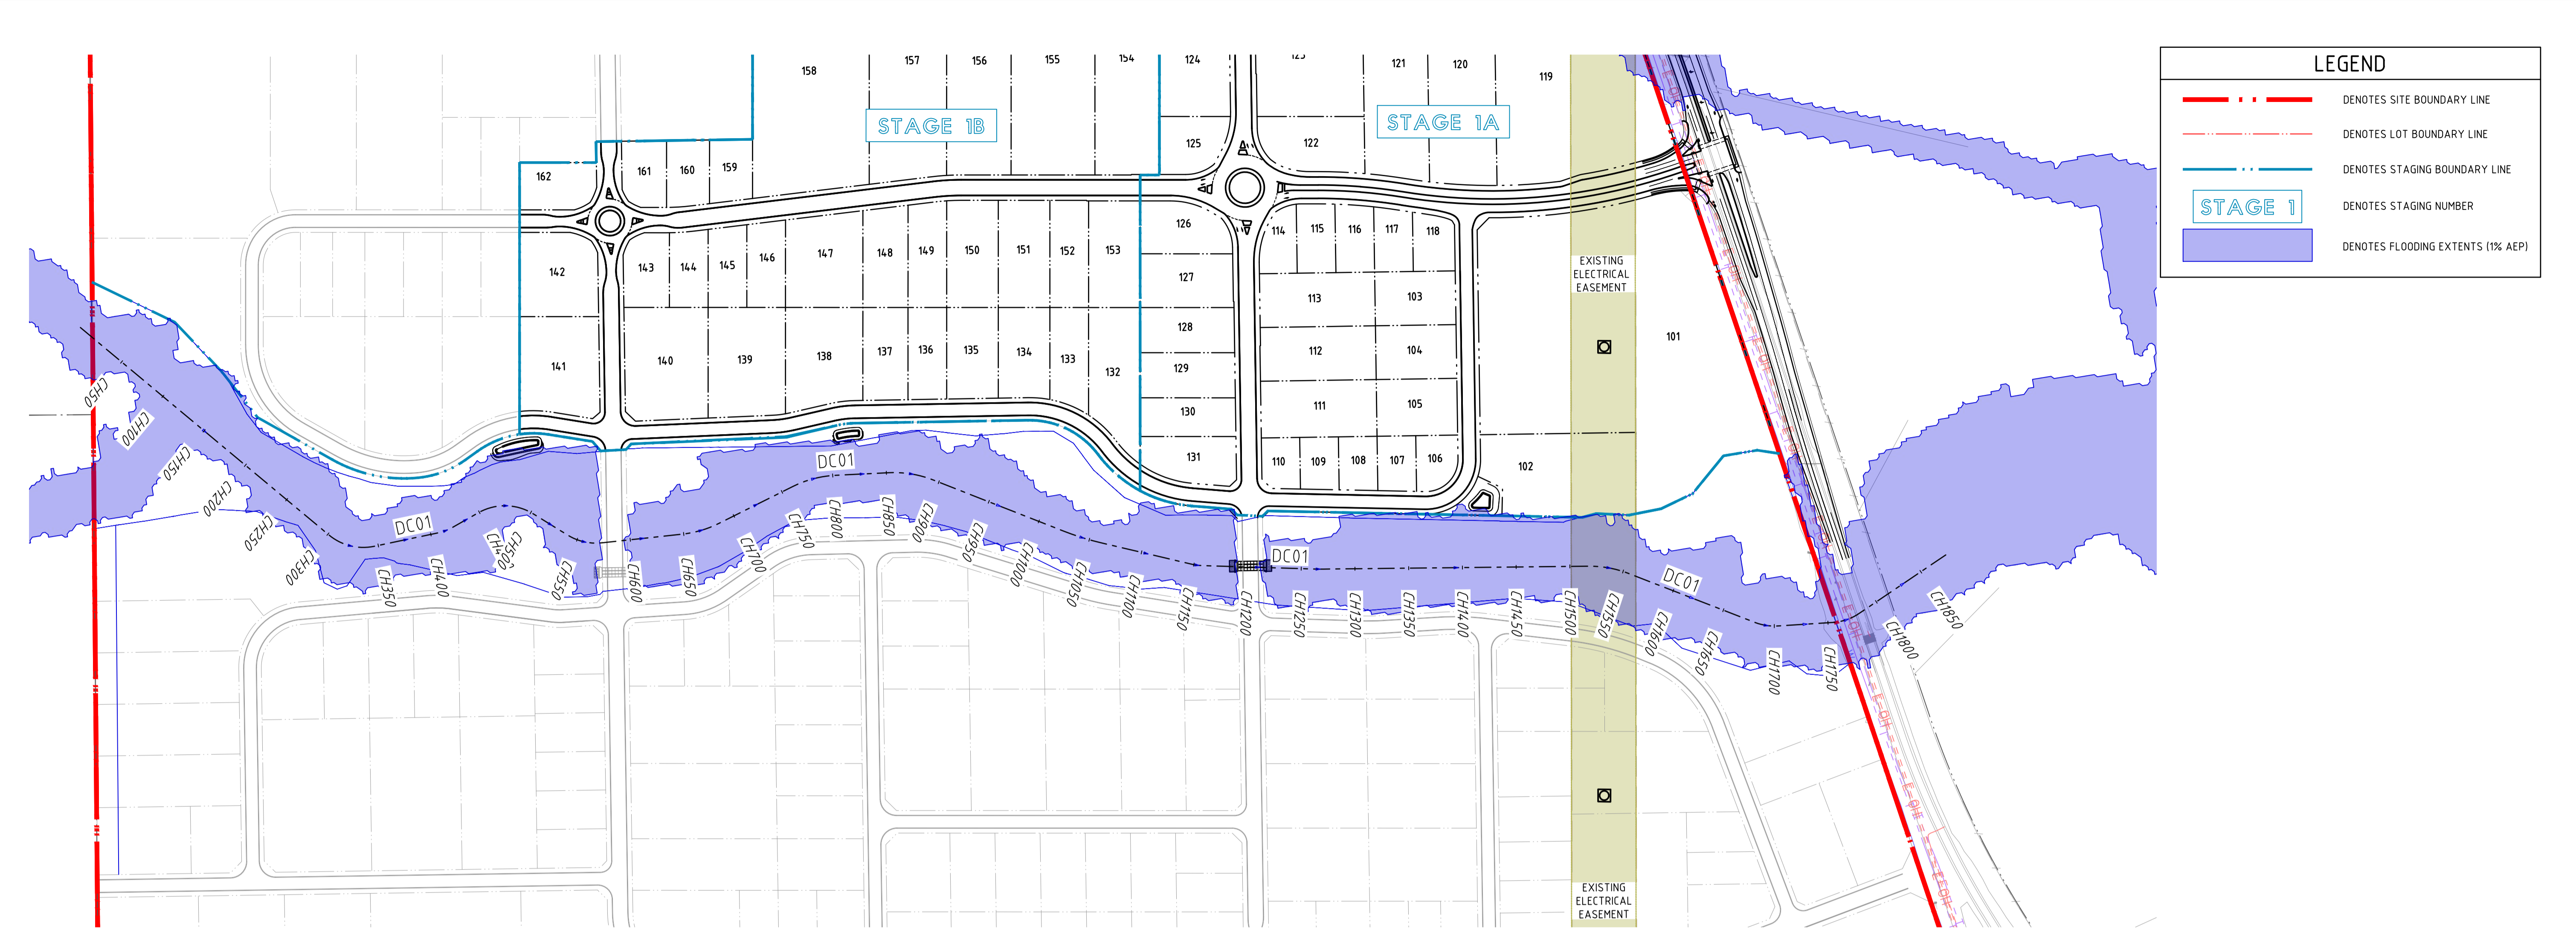 LEGEND
DENOTES SITE BOUNDARY LINE
DENOTES LOT BOUNDARY LINE
DENOTES STAGING BOUNDARY LINE
STAGE 1
DENOTES STAGING NUMBER
DENOTES FLOODING EXTENTS (1% AEP)
158
157
156
155
154
124
121
120
119
STAGE 1B
STAGE 1A
125
122
162
161
160
159
126
114
115
116
117
118
142
143
144
145
146
147
148
149
150
151
152
153
127
EXISTING
ELECTRICAL
EASEMENT
113
103
128
101
141
140
139
138
137
136
135
134
133
132
129
112
104
130
111
105
131
110
109
108
107
106
102
DC01
DC01
DC01
DC01
CH50
CH100
CH150
CH200
CH250
CH300
CH350
CH400
CH500
CH550
CH600
CH650
CH700
CH750
CH800
CH850
CH900
CH950
CH1000
CH1050
CH1100
CH1150
CH1200
CH1250
CH1300
CH1350
CH1400
CH1450
CH1500
CH1550
CH1600
CH1650
CH1700
CH1750
CH1800
CH1850
EXISTING
ELECTRICAL
EASEMENT